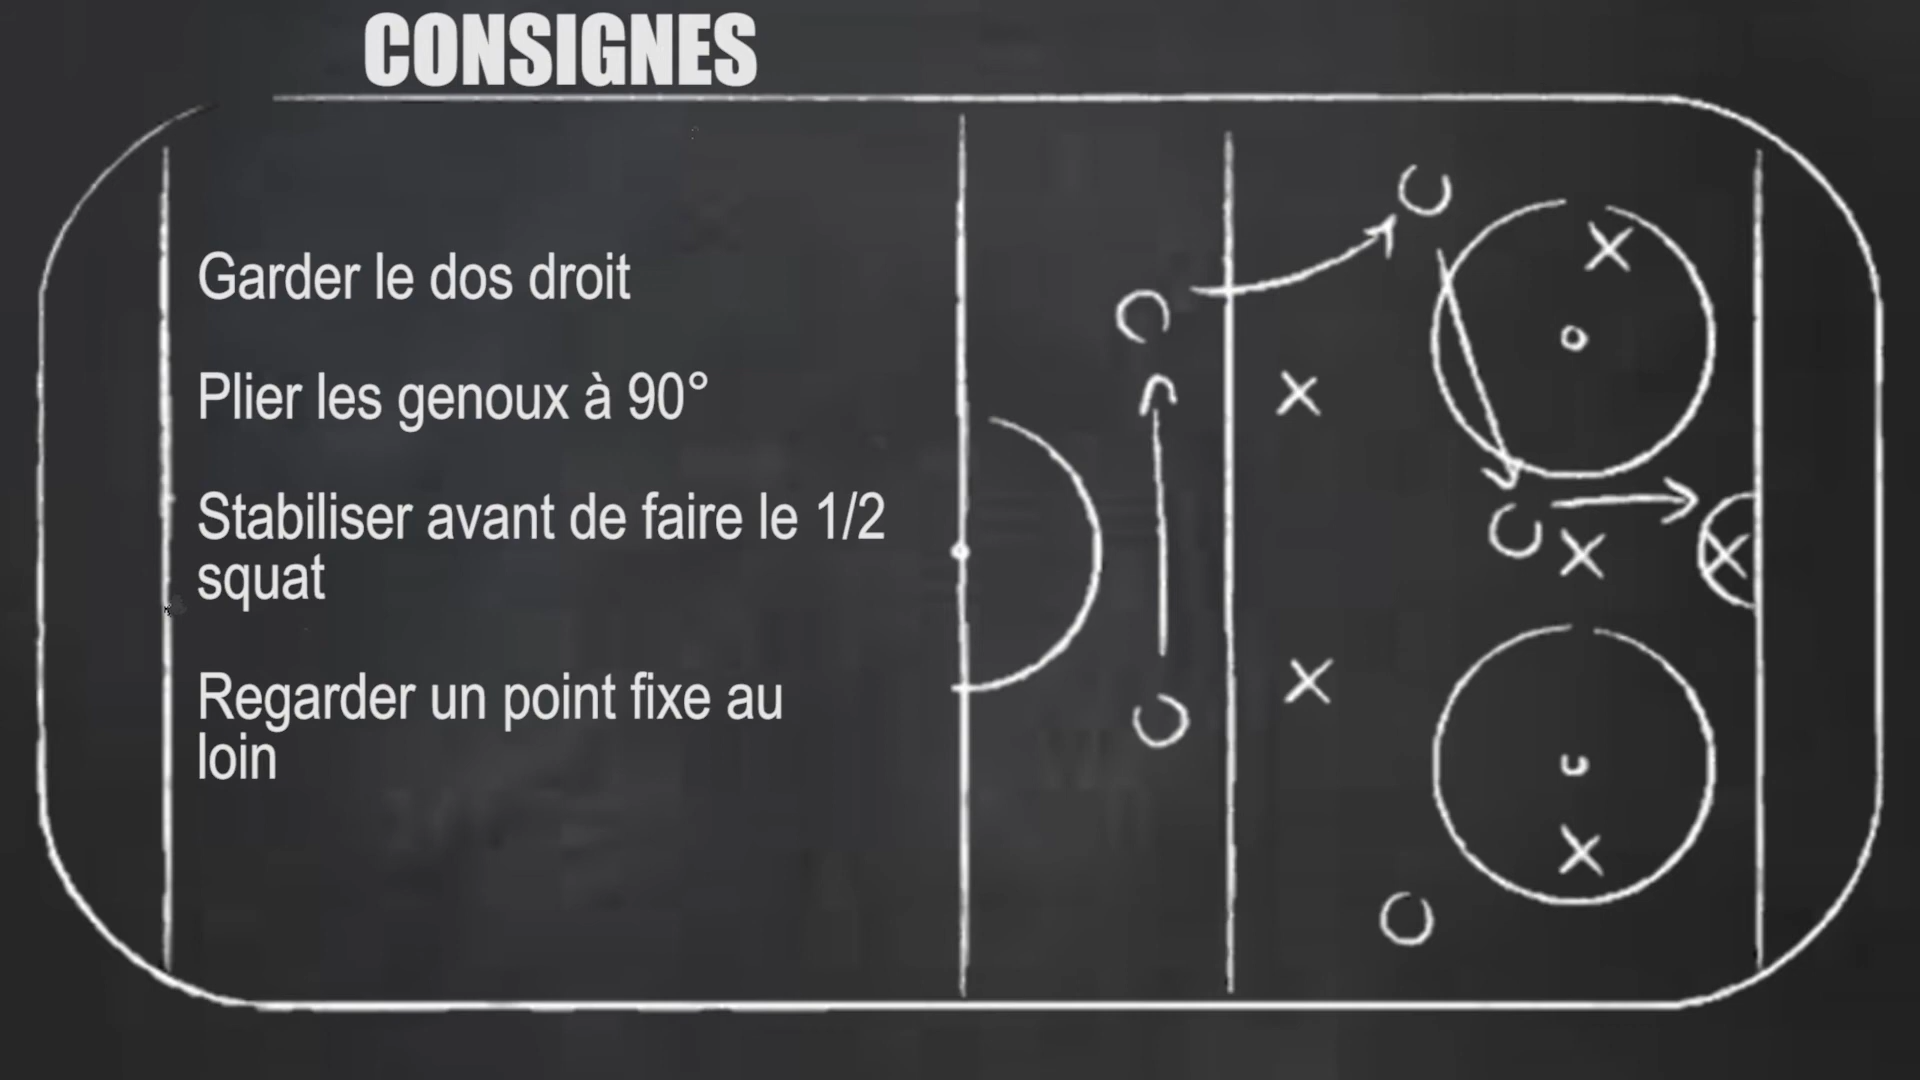 CONSIGNES
Garder le dos droit
Plier les genoux à 90°
Stabiliser avant de faire le 1/2
squat
Regarder un point fixe au
loin